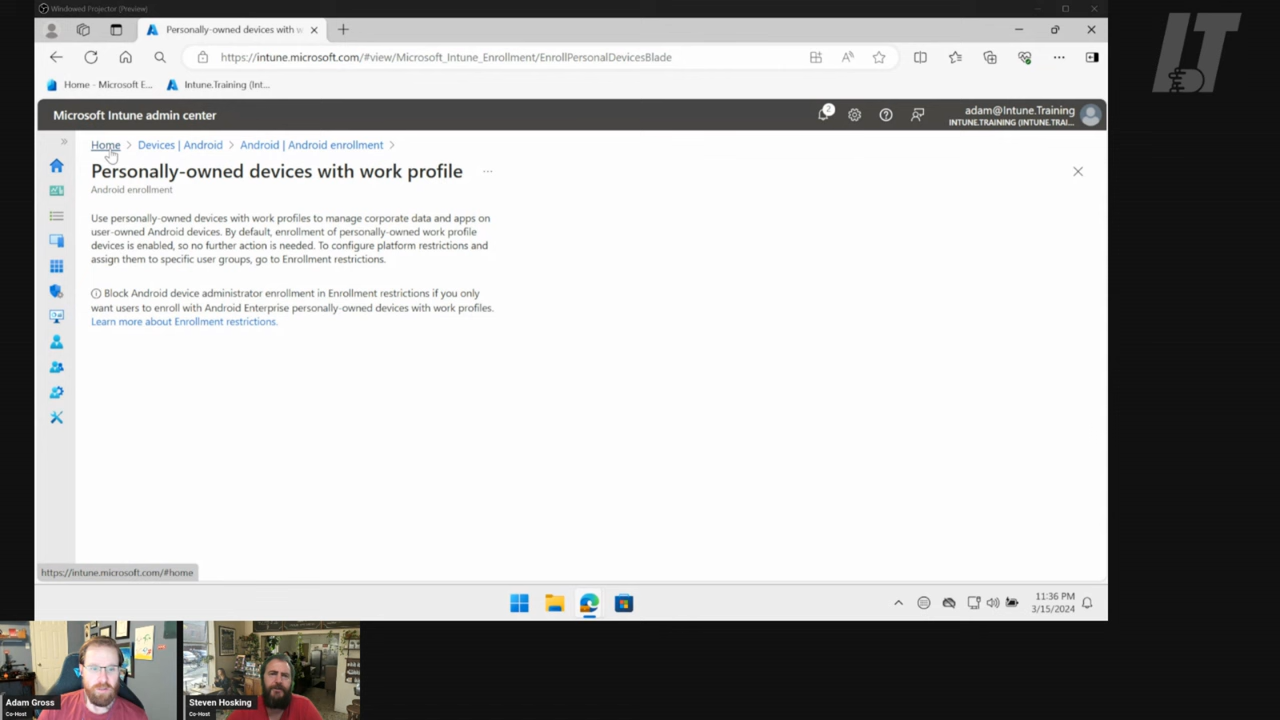 Windowed Projector (Preview)
Personally-owned devices with w
https://intune.microsoft.com/#view/Microsoft_Intune_Enrollment/EnrollPersonalDevicesBlade
Home - Microsoft E...
Intune.Training (Int...
Microsoft Intune admin center
2
adam@Intune.Training
INTUNE.TRAINING (INTUNE.TRAI...
Home > Devices | Android > Android | Android enrollment >
Personally-owned devices with work profile ...
Android enrollment
Use personally-owned devices with work profiles to manage corporate data and apps on
user-owned Android devices. By default, enrollment of personally-owned work profile
devices is enabled, so no further action is needed. To configure platform restrictions and
assign them to specific user groups, go to Enrollment restrictions.
Block Android device administrator enrollment in Enrollment restrictions if you only
want users to enroll with Android Enterprise personally-owned devices with work profiles.
Learn more about Enrollment restrictions.
https://intune.microsoft.com/#home
11:36 PM
3/15/2024
IT
Adam Gross
Co-Host
Steven Hosking
Co-Host